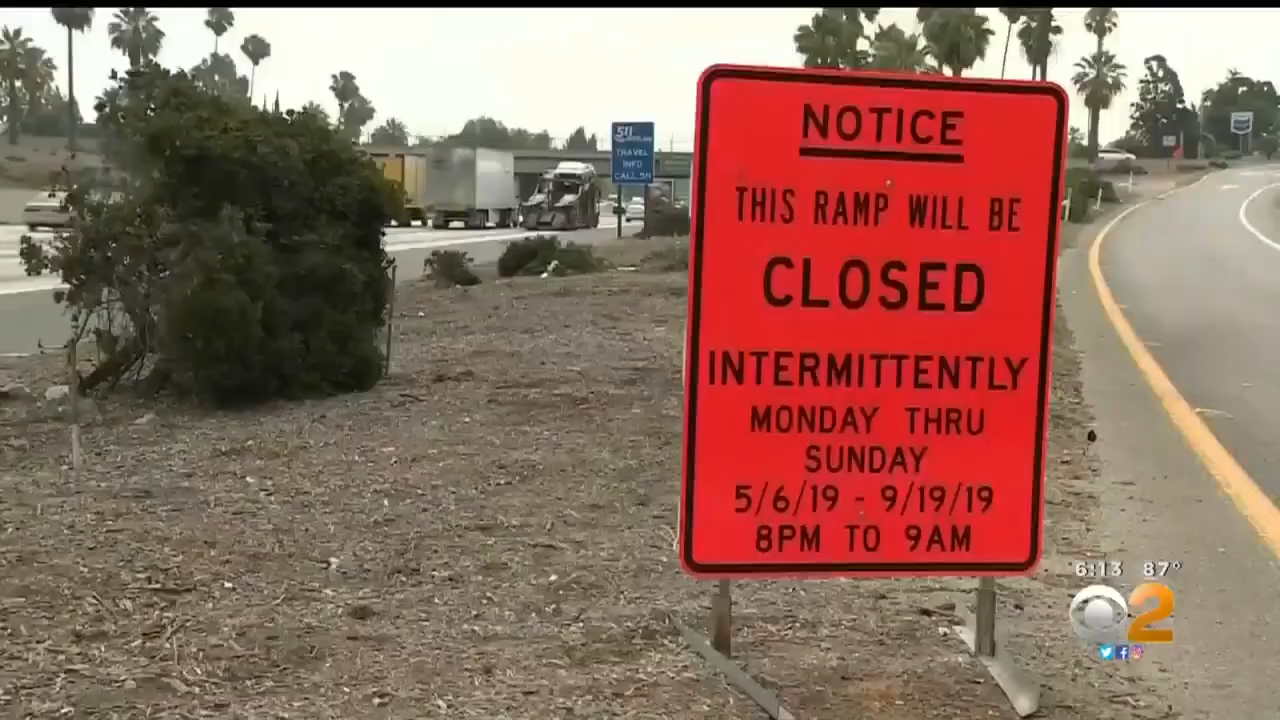 511
TRAVEL
INFO
CALL 511
NOTICE
THIS RAMP WILL BE
CLOSED
INTERMITTENTLY
MONDAY THRU
SUNDAY
5/6/19 - 9/19/19
8PM TO 9AM
6:13 87°
2